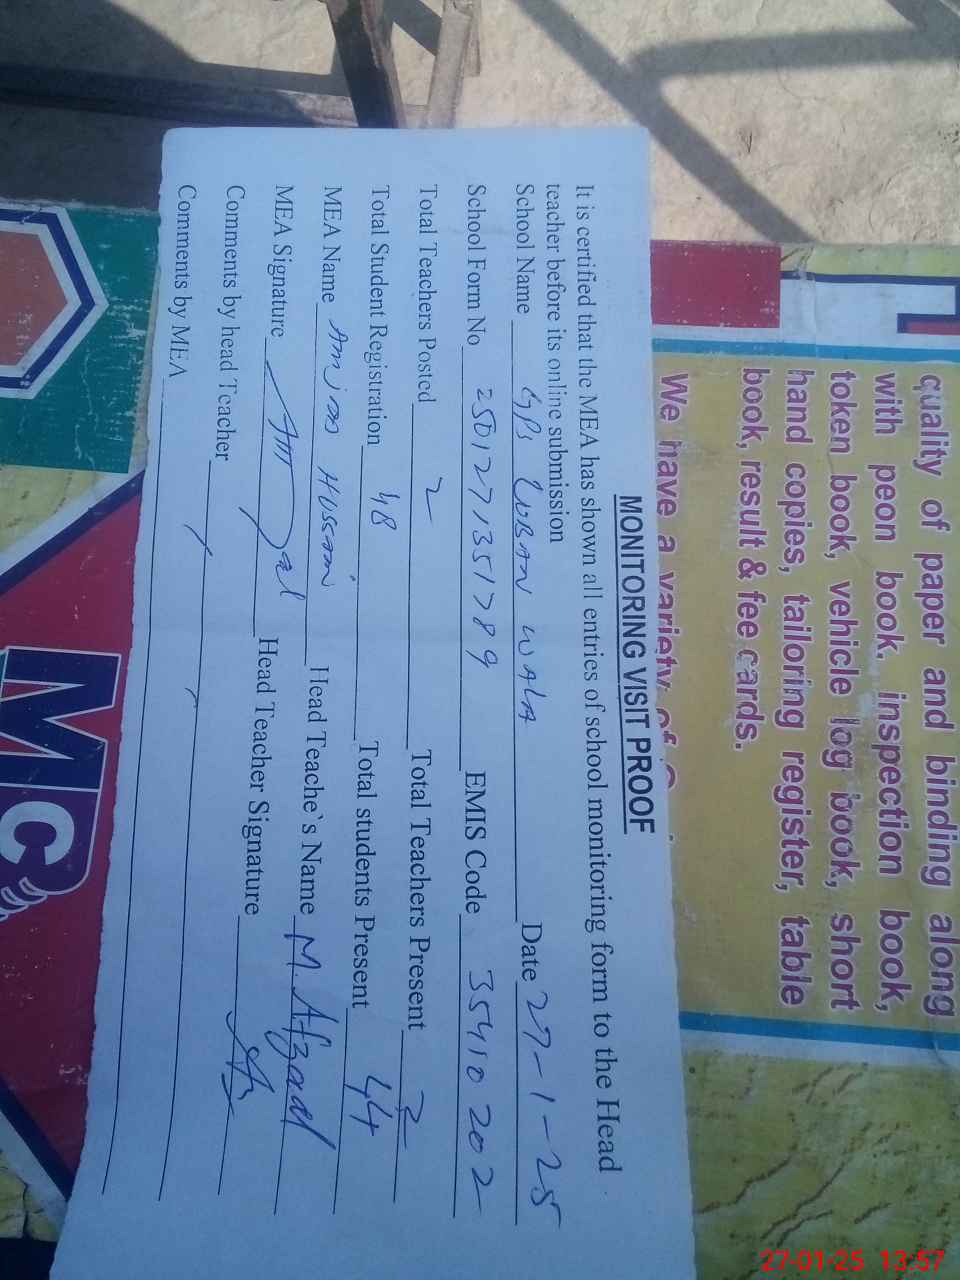 quality of paper and binding along
with peon book, inspection book,
token book, vehicle log book, short
hand copies, tailoring register, table
book, result & fee cards.
We have a variety of
MONITORING VISIT PROOF
It is certified that the MEA has shown all entries of school monitoring form to the Head
teacher before its online submission
School Name GPS LUBAN WALA Date 27-1-25
School Form No 2501271351789 EMIS Code 35410202
Total Teachers Posted 2 Total Teachers Present 2
Total Student Registration 48 Total students Present 44
MEA Name Amim Hussain Head Teache`s Name M. Afzaal
MEA Signature Head Teacher Signature
Comments by head Teacher
Comments by MEA
MC
27-01-25 13:57